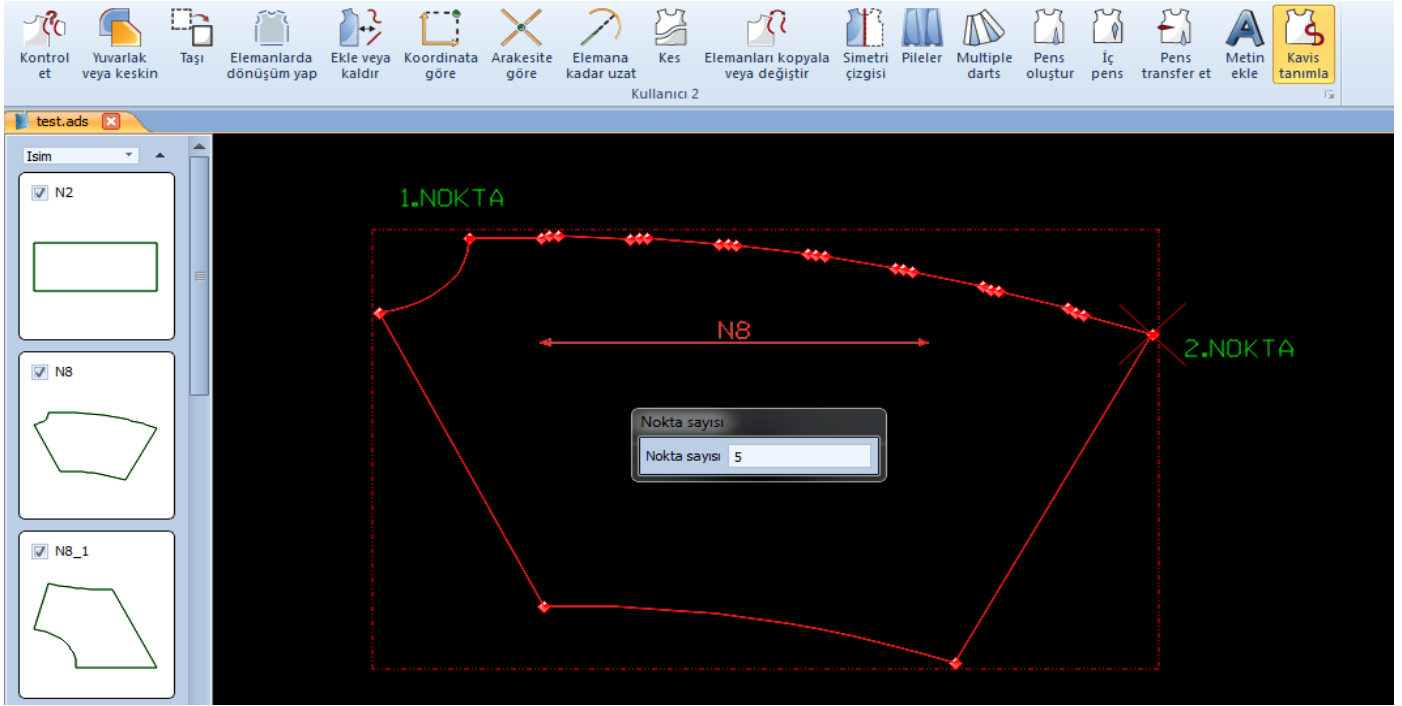 Kontrol et
Yuvarlak veya keskin
Taşı
Elemanlarda dönüşüm yap
Ekle veya kaldır
Koordinata göre
Arakesite göre
Elemana kadar uzat
Kes
Elemanları kopyala veya değiştir
Simetri çizgisi
Pileler
Multiple darts
Pens oluştur
İç pens
Pens transfer et
Metin ekle
Kavis tanımla
Kullanıcı 2
test.ads
Isim
N2
N8
N8_1
1.NOKTA
N8
2.NOKTA
Nokta sayısı
Nokta sayısı 5